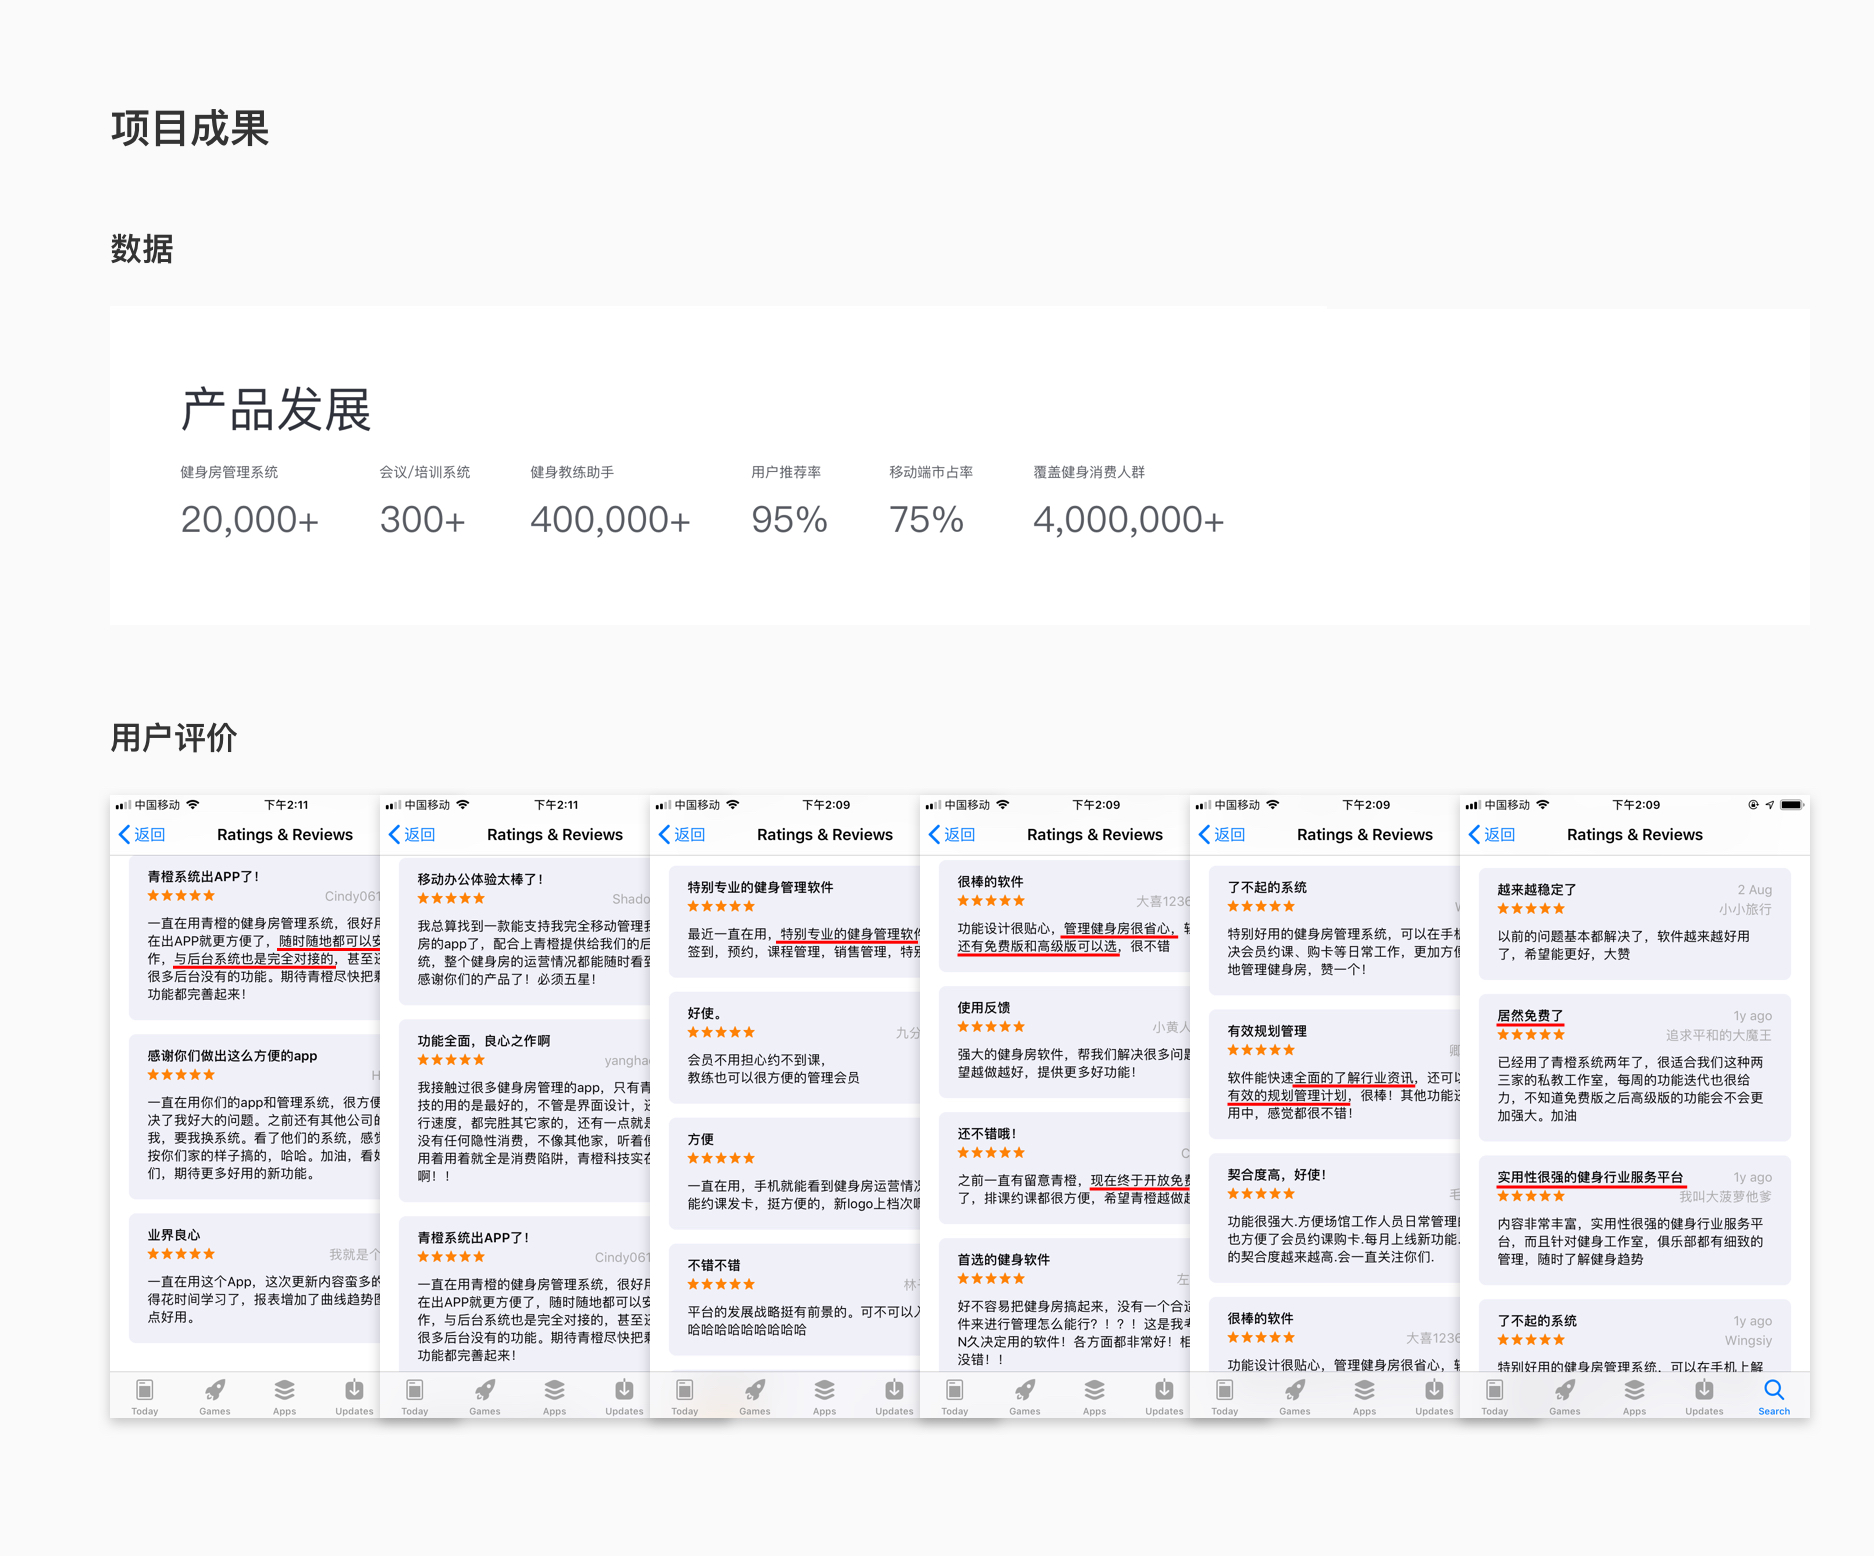 项目成果
数据
产品发展
健身房管理系统
20,000+
会议/培训系统
300+
健身教练助手
400,000+
用户推荐率
95%
移动端市占率
75%
覆盖健身消费人群
4,000,000+
用户评价
中国移动 下午2:11
返回 Ratings & Reviews
青橙系统出APP了！
Cindy061
一直在用青橙的健身房管理系统，很好用
在出APP就更方便了，随时随地都可以安
作，与后台系统也是完全对接的，甚至还
很多后台没有的功能。期待青橙尽快把剩
功能都完善起来！
感谢你们做出这么方便的app
H
一直在用你们的app和管理系统，很方便
决了我好大的问题。之前还有其他公司的
我，要我换系统。看了他们的系统，感觉
按你们家的样子搞的，哈哈。加油，看好
们，期待更多好用的新功能。
业界良心
我就是个
一直在用这个App，这次更新内容蛮多的
得花时间学习了，报表增加了曲线趋势图
点好用。
Today Games Apps Updates
中国移动 下午2:11
返回 Ratings & Reviews
移动办公体验太棒了！
Shado
我总算找到一款能支持我完全移动管理我
房的app了，配合上青橙提供给我们的后
统，整个健身房的运营情况都能随时看到
感谢你们的产品了！必须五星！
功能全面，良心之作啊
yanghao
我接触过很多健身房管理的app，只有青
技的用的是最好的，不管是界面设计，还
行速度，都完胜其它家的，还有一点就是
没有任何隐性消费，不像其他家，听着便
用着用着就全是消费陷阱，青橙科技实在
啊！！
青橙系统出APP了！
Cindy061
一直在用青橙的健身房管理系统，很好用
在出APP就更方便了，随时随地都可以安
作，与后台系统也是完全对接的，甚至还
很多后台没有的功能。期待青橙尽快把剩
功能都完善起来！
Today Games Apps Updates
中国移动 下午2:09
返回 Ratings & Reviews
特别专业的健身管理软件
最近一直在用，特别专业的健身管理软件
签到，预约，课程管理，销售管理，特别
好使。
九分
会员不用担心约不到课，
教练也可以很方便的管理会员
方便
一直在用，手机就能看到健身房运营情况
能约课发卡，挺方便的，新logo上档次啊
不错不错
林
平台的发展战略挺有前景的。可不可以入
哈哈哈哈哈哈哈哈哈
Today Games Apps Updates
中国移动 下午2:09
返回 Ratings & Reviews
很棒的软件
大喜1236
功能设计很贴心，管理健身房很省心，软
还有免费版和高级版可以选，很不错
使用反馈
小黄人
强大的健身房软件，帮我们解决很多问题
望越做越好，提供更多好功能！
还不错哦！
C
之前一直有留意青橙，现在终于开放免费
了，排课约课都很方便，希望青橙越做越
首选的健身软件
左
好不容易把健身房搞起来，没有一个合适
件来进行管理怎么能行？！？！这是我考
N久决定用的软件！各方面都非常好！相
没错！！
Today Games Apps Updates
中国移动 下午2:09
返回 Ratings & Reviews
了不起的系统
W
特别好用的健身房管理系统，可以在手机
决会员约课、购卡等日常工作，更加方便
地管理健身房，赞一个！
有效规划管理
卿
软件能快速全面的了解行业资讯，还可以
有效的规划管理计划，很棒！其他功能还
用中，感觉都很不错！
契合度高，好使！
毛
功能很强大.方便场馆工作人员日常管理的
也方便了会员约课购卡.每月上线新功能.
的契合度越来越高.会一直关注你们.
很棒的软件
大喜1236
功能设计很贴心，管理健身房很省心，软
Today Games Apps Updates
中国移动 下午2:09
返回 Ratings & Reviews
越来越稳定了 2 Aug
小小旅行
以前的问题基本都解决了，软件越来越好用
了，希望能更好，大赞
居然免费了 1y ago
追求平和的大魔王
已经用了青橙系统两年了，很适合我们这种两
三家的私教工作室，每周的功能迭代也很给
力，不知道免费版之后高级版的功能会不会更
加强大。加油
实用性很强的健身行业服务平台 1y ago
我叫大菠萝他爹
内容非常丰富，实用性很强的健身行业服务平
台，而且针对健身工作室，俱乐部都有细致的
管理，随时了解健身趋势
了不起的系统 1y ago
Wingsiy
特别好用的健身房管理系统，可以在手机上解
Today Games Apps Updates Search